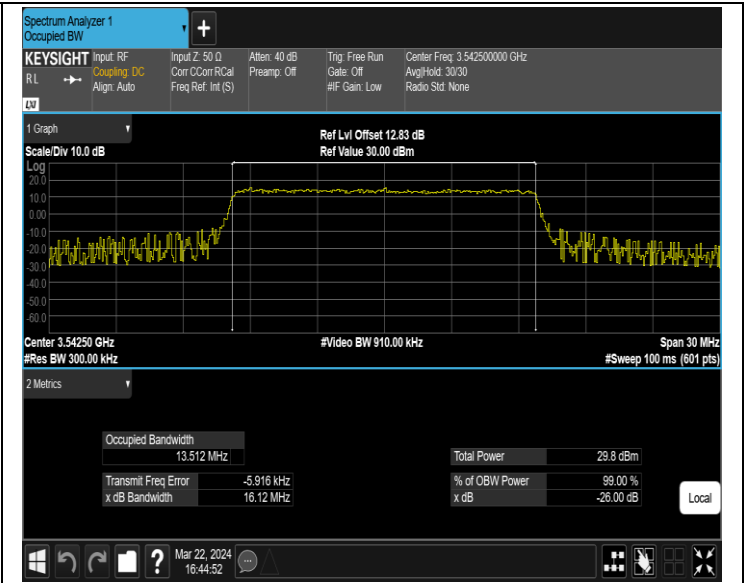 Spectrum Analyzer 1
Occupied BW
+
KEYSIGHT
R L
LXI
Input: RF
Coupling: DC
Align: Auto
Input Z: 50 Ω
Corr CCorr RCal
Freq Ref: Int (S)
Atten: 40 dB
Preamp: Off
Trig: Free Run
Gate: Off
#IF Gain: Low
Center Freq: 3.542500000 GHz
Avg|Hold: 30/30
Radio Std: None
1 Graph
Scale/Div 10.0 dB
Ref Lvl Offset 12.83 dB
Ref Value 30.00 dBm
Log
20.0
10.0
0.00
-10.0
-20.0
-30.0
-40.0
-50.0
-60.0
Center 3.54250 GHz
#Video BW 910.00 kHz
Span 30 MHz
#Res BW 300.00 kHz
#Sweep 100 ms (601 pts)
2 Metrics
Occupied Bandwidth
13.512 MHz
Total Power 29.8 dBm
Transmit Freq Error -5.916 kHz
% of OBW Power 99.00 %
x dB Bandwidth 16.12 MHz
x dB -26.00 dB
Local
?
Mar 22, 2024
16:44:52